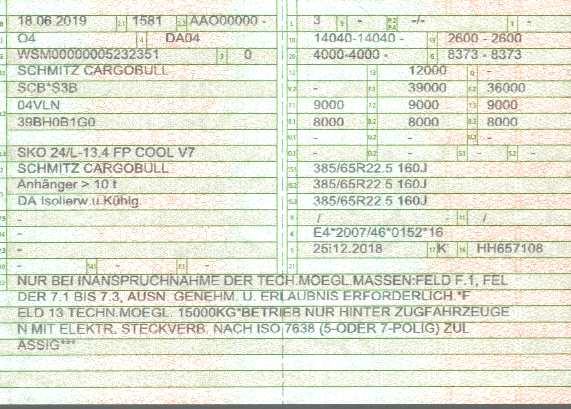 18.06.2019 1581 AAO00000 -
O4 DA04
WSM00000005232351 0
SCHMITZ CARGOBULL
SCB*S3B
04VLN
39BH0B1G0
-
SKO 24/L-13.4 FP COOL V7
SCHMITZ CARGOBULL
Anhänger > 10 t
DA Isolierw.u.Kühlg.
-
-
-
- - -
3 - -/- -
14040-14040 - 2600 - 2600
4000-4000 - 8373 - 8373
12000 -
- 39000 36000
9000 9000 9000
8000 8000 8000
- - -
- - - -
385/65R22.5 160J
385/65R22.5 160J
385/65R22.5 160J
/ /
E4*2007/46*0152*16
25.12.2018 K HH657108
NUR BEI INANSPRUCHNAHME DER TECH.MOEGL.MASSEN:FELD F.1, FEL
DER 7.1 BIS 7.3, AUSN. GENEHM. U. ERLAUBNIS ERFORDERLICH.*F
ELD 13 TECHN.MOEGL. 15000KG*BETRIEB NUR HINTER ZUGFAHRZEUGE
N MIT ELEKTR. STECKVERB. NACH ISO 7638 (5-ODER 7-POLIG) ZUL
ASSIG***